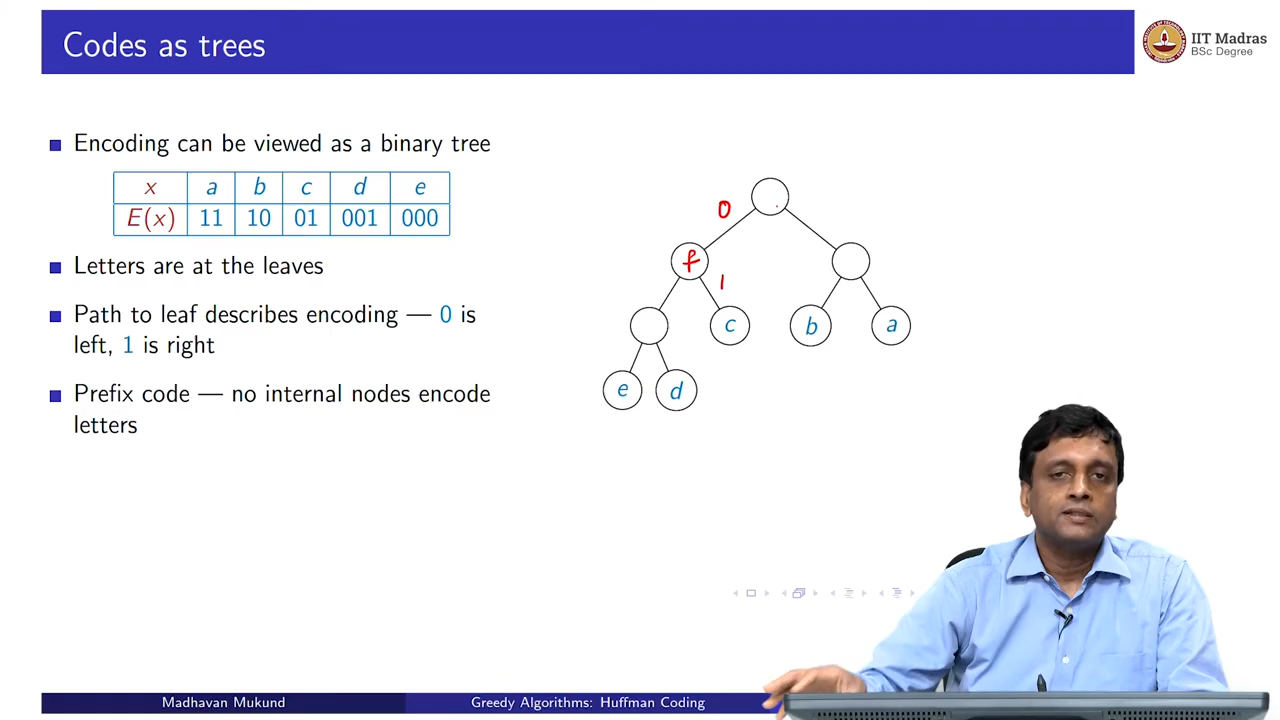 Codes as trees
IIT Madras
BSc Degree
Encoding can be viewed as a binary tree
x a b c d e
E(x) 11 10 01 001 000
Letters are at the leaves
Path to leaf describes encoding — 0 is
left, 1 is right
Prefix code — no internal nodes encode
letters
0
f
1
c b a
e d
Madhavan Mukund
Greedy Algorithms: Huffman Coding